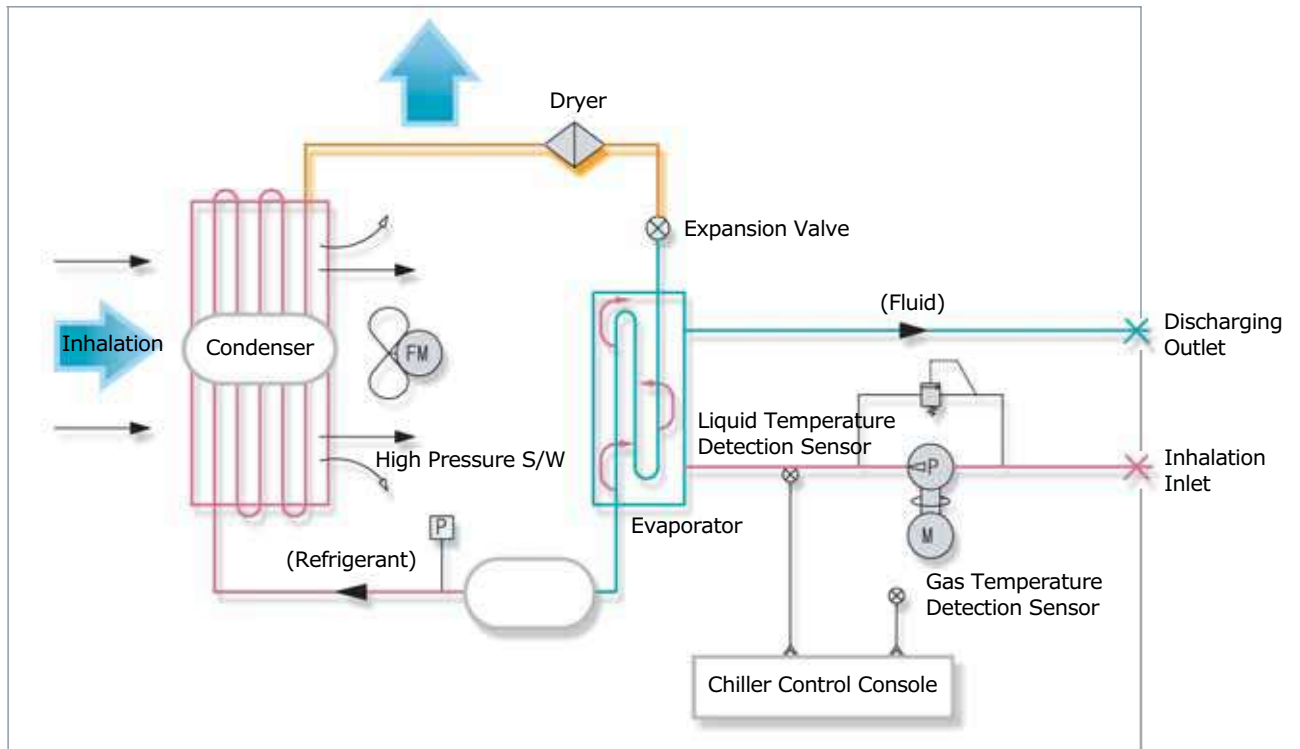 Dryer
Expansion Valve
(Fluid)
Discharging
Outlet
Inhalation
Condenser
FM
Liquid Temperature
Detection Sensor
High Pressure S/W
P
Inhalation
Inlet
Evaporator
P
M
(Refrigerant)
Gas Temperature
Detection Sensor
Chiller Control Console